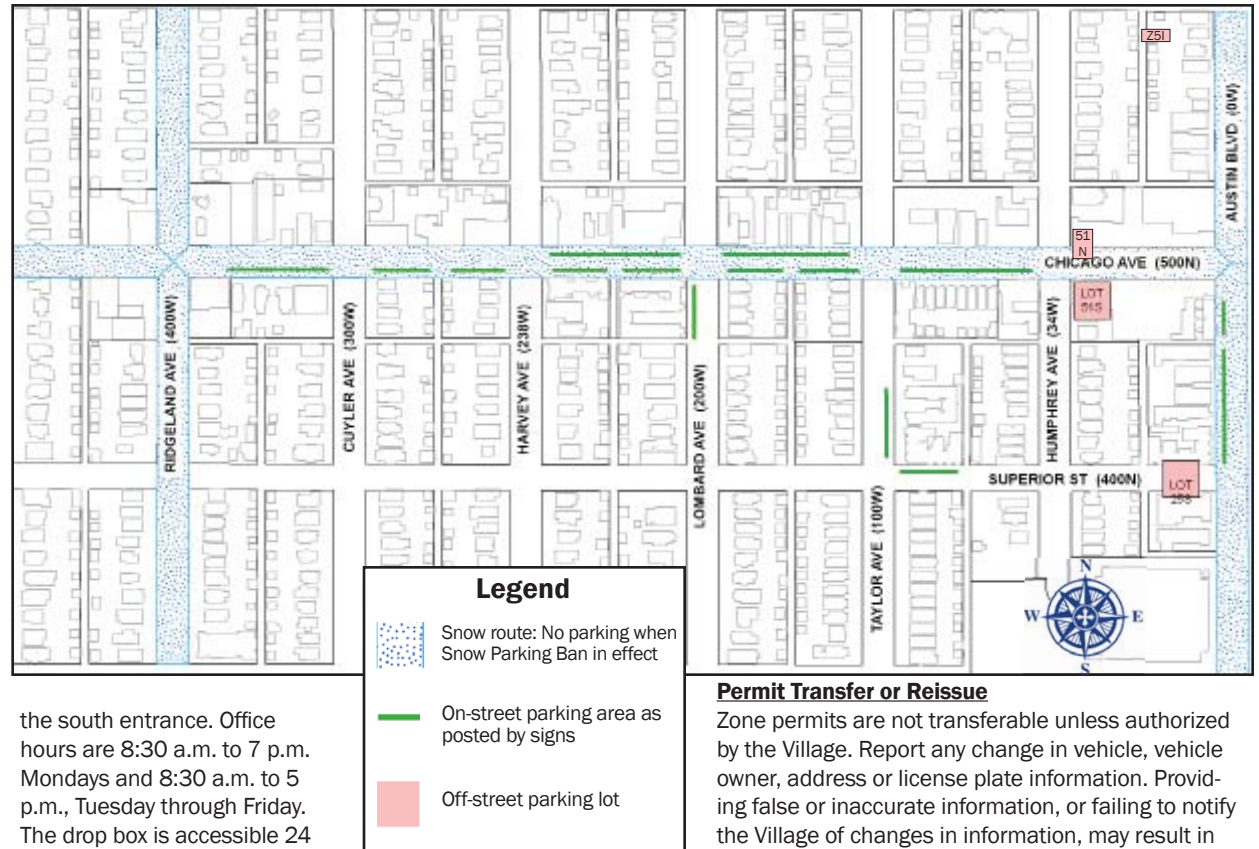 Z5I
AUSTIN BLVD (0W)
51
N
CHICAGO AVE (500N)
LOT
51S
RIDGELAND AVE (400W)
CUYLER AVE (300W)
HARVEY AVE (238W)
LOMBARD AVE (200W)
TAYLOR AVE (100W)
HUMPHREY AVE (34W)
SUPERIOR ST (400N)
LOT
25S
N
W
E
S
Legend
Snow route: No parking when
Snow Parking Ban in effect
On-street parking area as
posted by signs
Off-street parking lot
the south entrance. Office
hours are 8:30 a.m. to 7 p.m.
Mondays and 8:30 a.m. to 5
p.m., Tuesday through Friday.
The drop box is accessible 24
Permit Transfer or Reissue
Zone permits are not transferable unless authorized
by the Village. Report any change in vehicle, vehicle
owner, address or license plate information. Provid-
ing false or inaccurate information, or failing to notify
the Village of changes in information, may result in